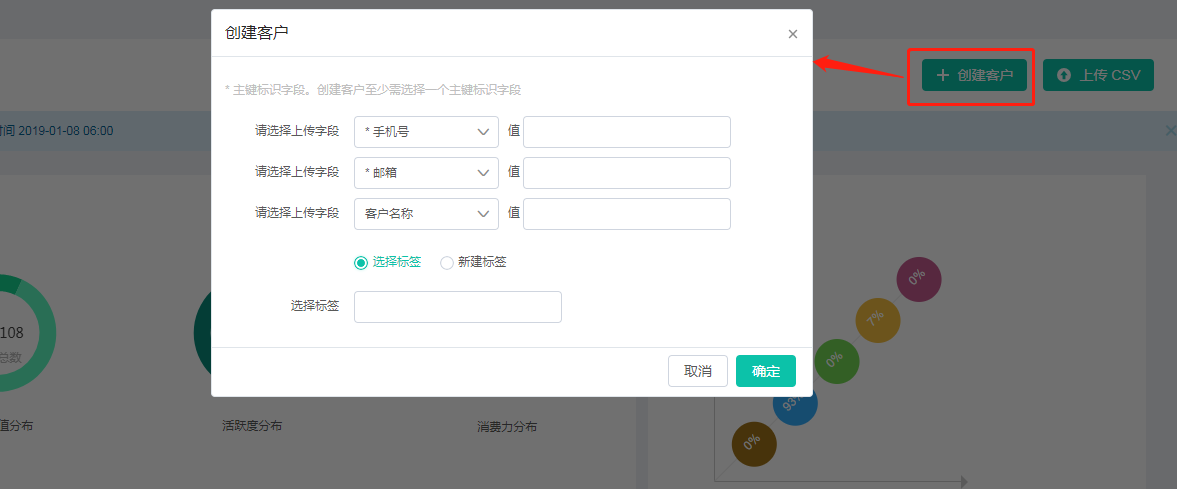 创建客户
×
创建客户
上传 CSV
* 主键标识字段。创建客户至少需选择一个主键标识字段
时间 2019-01-08 06:00
请选择上传字段 * 手机号 值
请选择上传字段 * 邮箱 值
请选择上传字段 客户名称 值
选择标签 新建标签
选择标签
取消 确定
108
总数
0%
7%
0%
93%
0%
值分布
活跃度分布
消费力分布